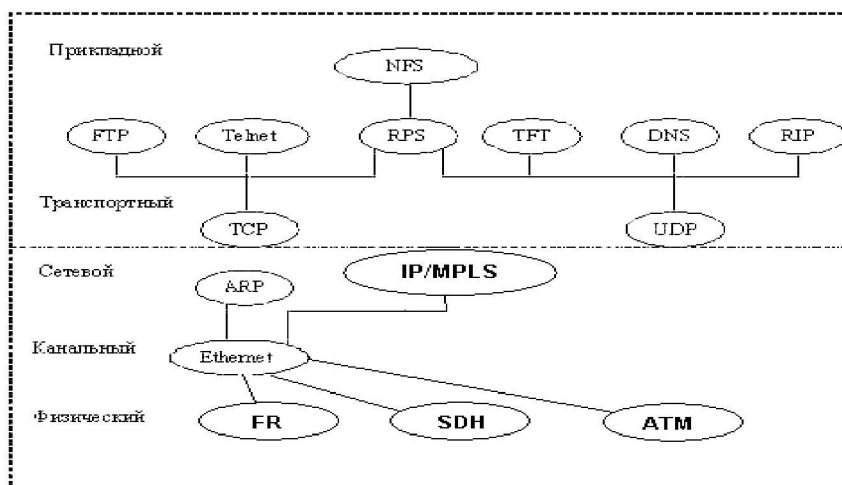 Прикладной
NFS
FTP Telnet RPS TFT DNS RIP
Транспортный
TCP UDP
Сетевой
IP/MPLS
ARP
Канальный
Ethernet
Физический
FR SDH ATM